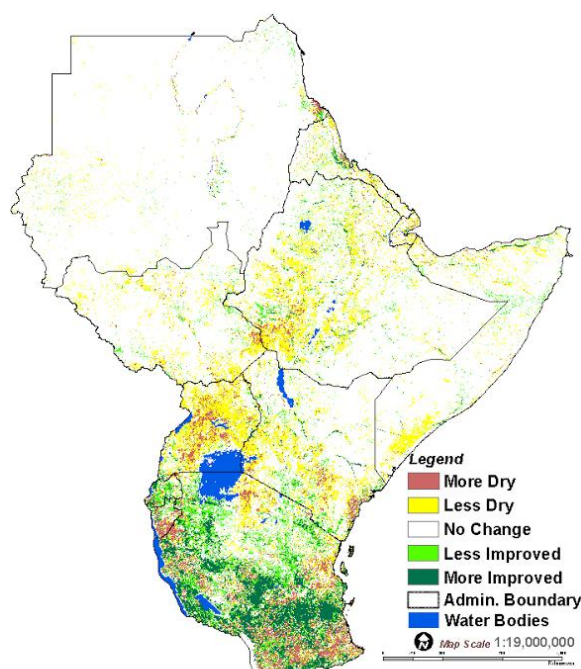 Legend
More Dry
Less Dry
No Change
Less Improved
More Improved
Admin. Boundary
Water Bodies
Map Scale 1:19,000,000